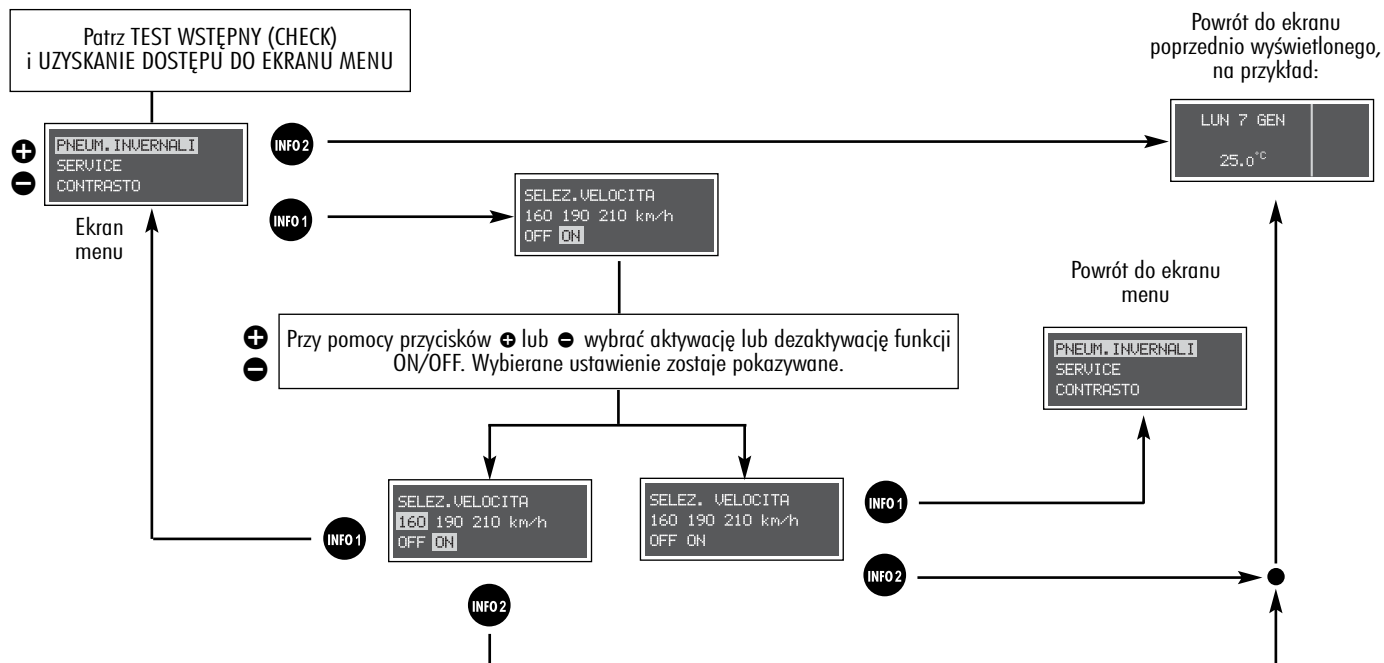 Patrz TEST WSTĘPNY (CHECK)
i UZYSKANIE DOSTĘPU DO EKRANU MENU
Powrót do ekranu
poprzednio wyświetlonego,
na przykład:
LUN 7 GEN
25.0°C
PNEUM.INVERNALI
SERVICE
CONTRASTO
Ekran
menu
INFO 2
INFO 1
SELEZ.VELOCITA
160 190 210 km/h
OFF ON
Przy pomocy przycisków + lub - wybrać aktywację lub dezaktywację funkcji
ON/OFF. Wybierane ustawienie zostaje pokazywane.
Powrót do ekranu
menu
PNEUM.INVERNALI
SERVICE
CONTRASTO
SELEZ.VELOCITA
160 190 210 km/h
OFF ON
INFO 1
INFO 2
SELEZ. VELOCITA
160 190 210 km/h
OFF ON
INFO 1
INFO 2